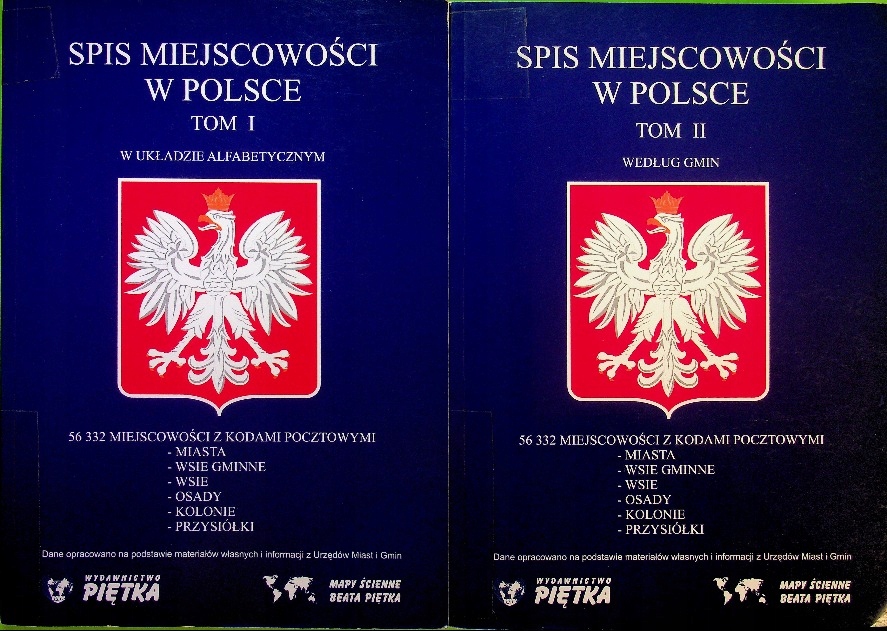 SPIS MIEJSCOWOŚCI
W POLSCE
TOM I
W UKŁADZIE ALFABETYCZNYM
56 332 MIEJSCOWOŚCI Z KODAMI POCZTOWYMI
- MIASTA
- WSIE GMINNE
- WSIE
- OSADY
- KOLONIE
- PRZYSIÓŁKI
Dane opracowano na podstawie materiałów własnych i informacji z Urzędów Miast i Gmin
WYDAWNICTWO
PIĘTKA
MAPY ŚCIENNE
BEATA PIĘTKA
SPIS MIEJSCOWOŚCI
W POLSCE
TOM II
WEDŁUG GMIN
56 332 MIEJSCOWOŚCI Z KODAMI POCZTOWYMI
- MIASTA
- WSIE GMINNE
- WSIE
- OSADY
- KOLONIE
- PRZYSIÓŁKI
Dane opracowano na podstawie materiałów własnych i informacji z Urzędów Miast i Gmin
WYDAWNICTWO
PIĘTKA
MAPY ŚCIENNE
BEATA PIĘTKA